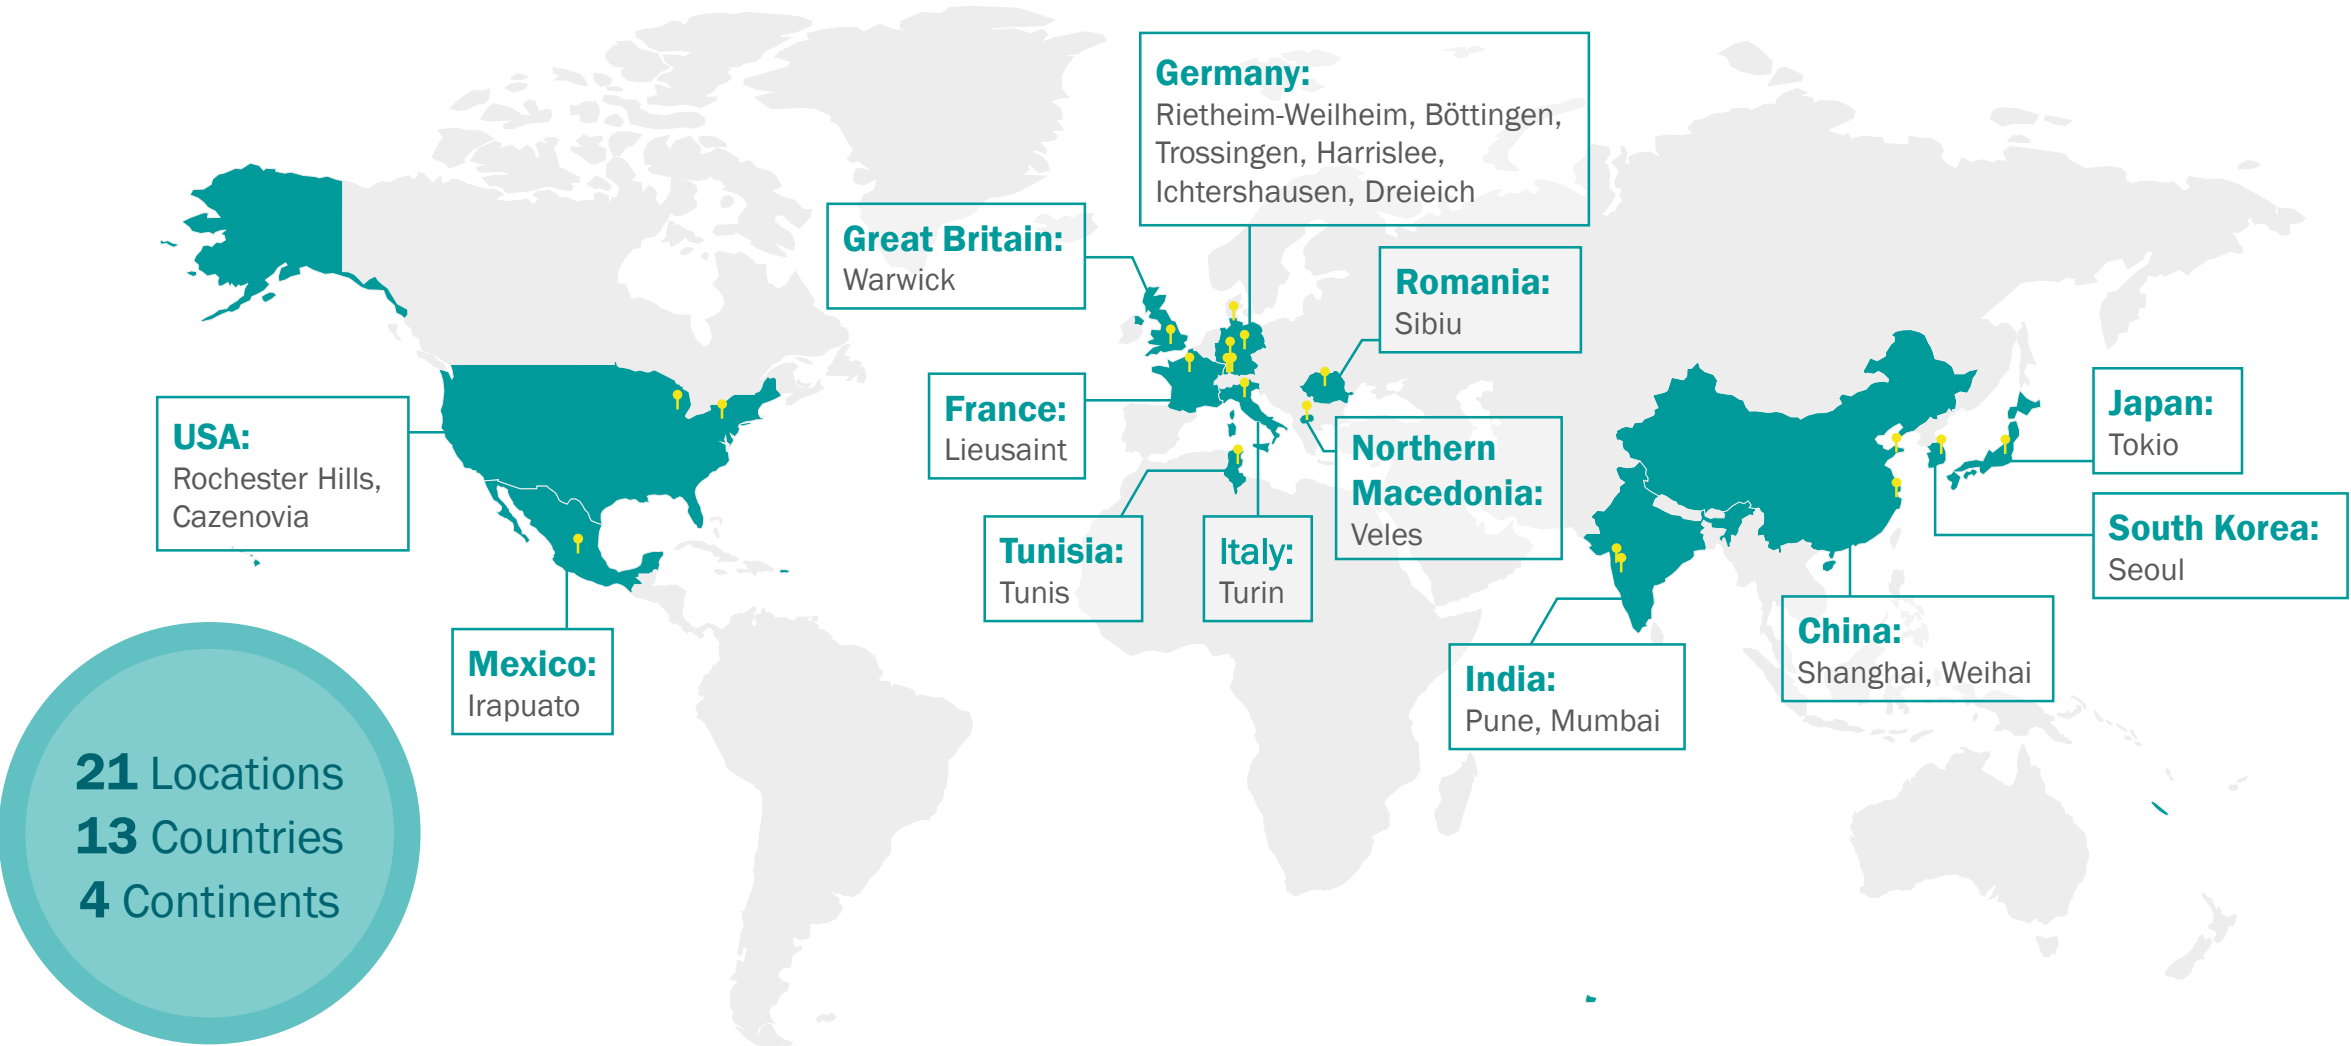 Germany:
Rietheim-Weilheim, Böttingen,
Trossingen, Harrislee,
Ichtershausen, Dreieich
Great Britain:
Warwick
Romania:
Sibiu
USA:
Rochester Hills,
Cazenovia
France:
Lieusaint
Northern
Macedonia:
Veles
Japan:
Tokio
South Korea:
Seoul
Tunisia:
Tunis
Italy:
Turin
Mexico:
Irapuato
India:
Pune, Mumbai
China:
Shanghai, Weihai
21 Locations
13 Countries
4 Continents